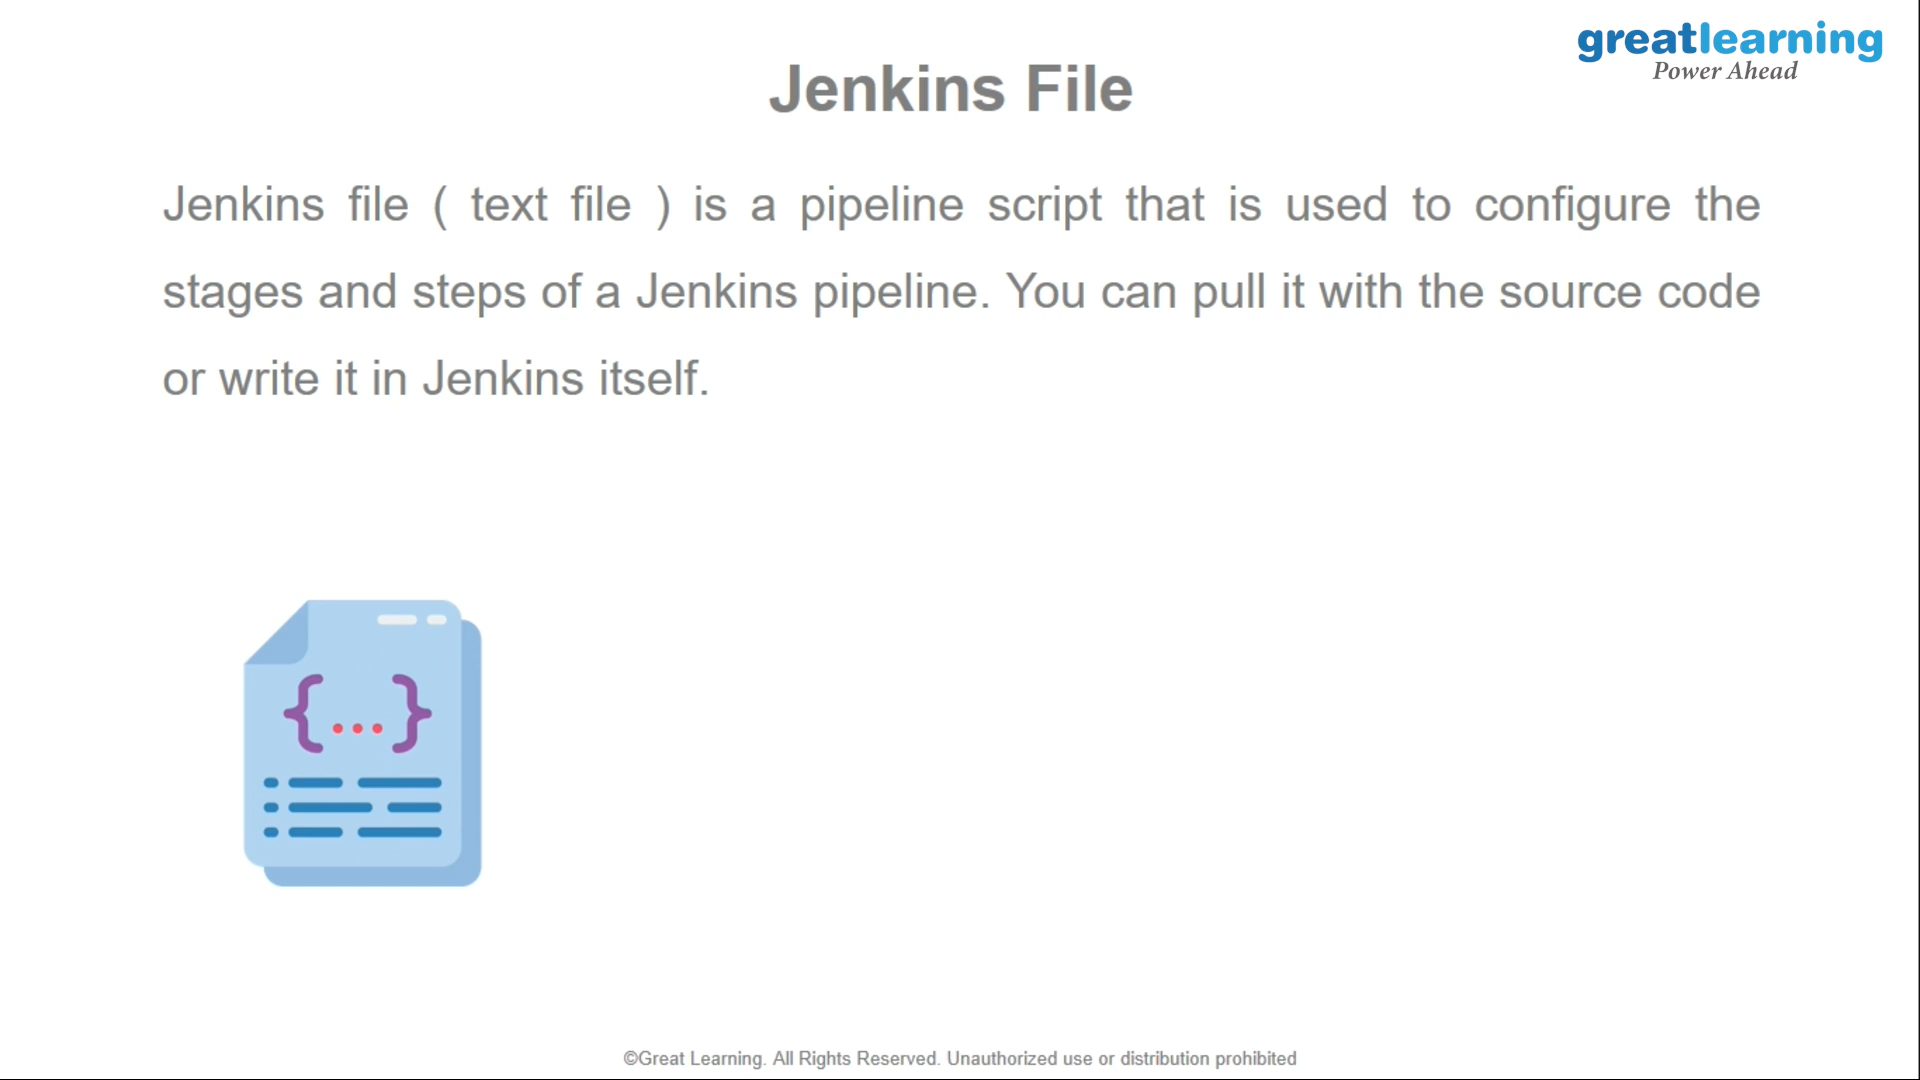 greatlearning
Power Ahead
Jenkins File
Jenkins file ( text file ) is a pipeline script that is used to configure the
stages and steps of a Jenkins pipeline. You can pull it with the source code
or write it in Jenkins itself.
{...}
©Great Learning. All Rights Reserved. Unauthorized use or distribution prohibited